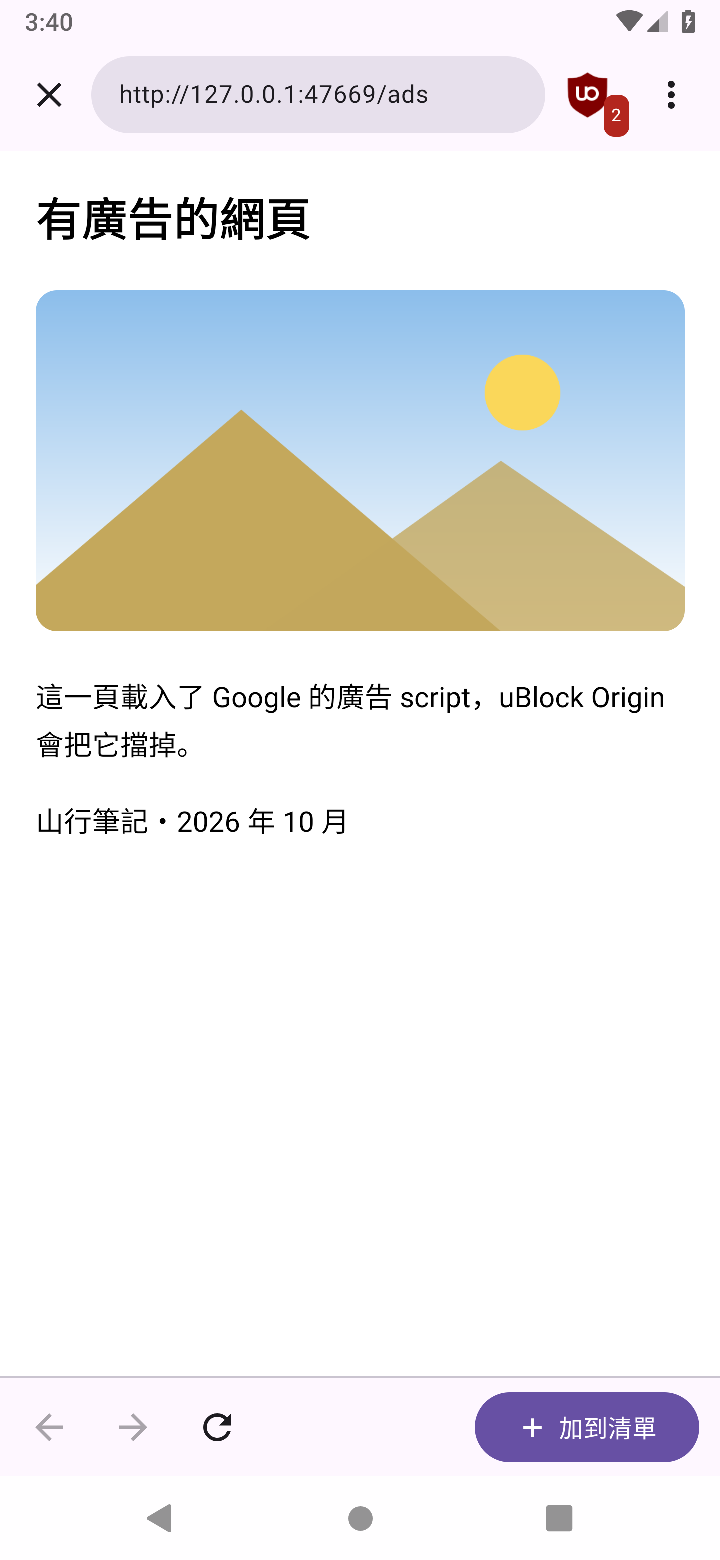 3:40
http://127.0.0.1:47669/ads
uo
2
有廣告的網頁
這一頁載入了 Google 的廣告 script，uBlock Origin
會把它擋掉。
山行筆記・2026 年 10 月
加到清單